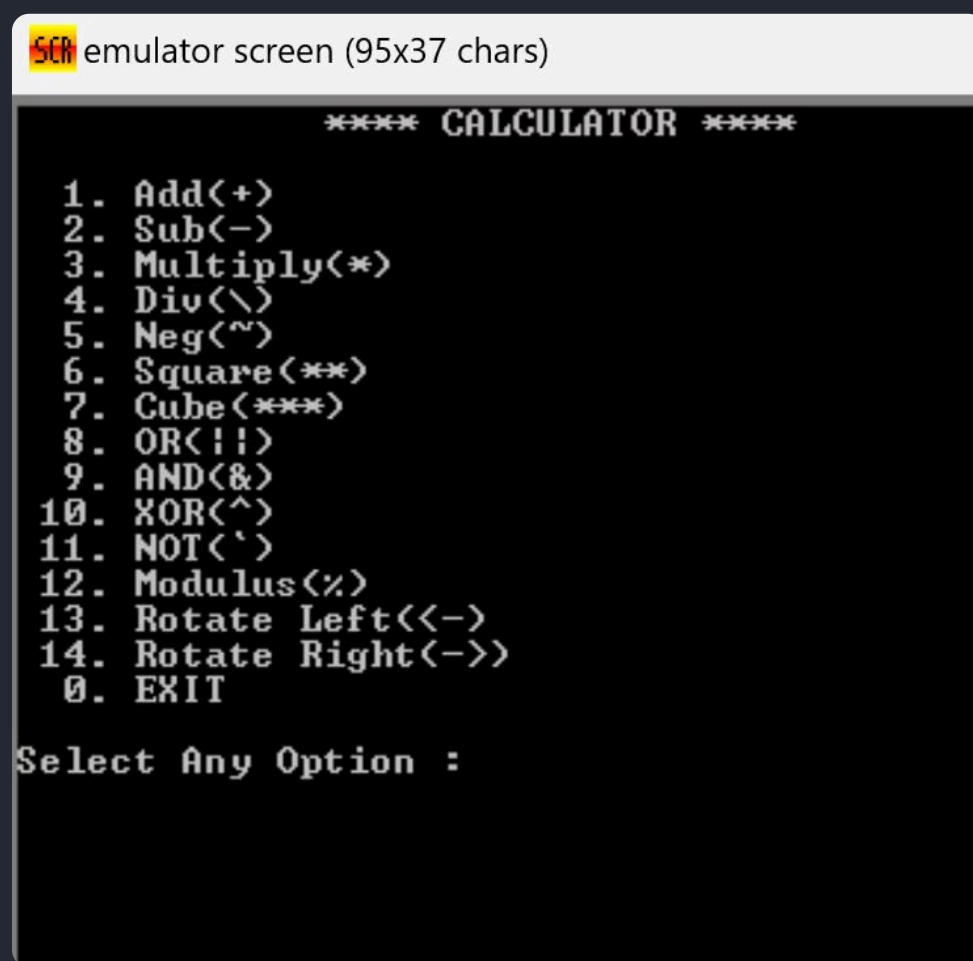 SCR emulator screen (95x37 chars)
**** CALCULATOR ****
1. Add(+)
2. Sub(-)
3. Multiply(*)
4. Div(\)
5. Neg(~)
6. Square(**)
7. Cube(***)
8. OR(||)
9. AND(&)
10. XOR(^)
11. NOT(`)
12. Modulus(%)
13. Rotate Left(<-)
14. Rotate Right(->)
0. EXIT
Select Any Option :